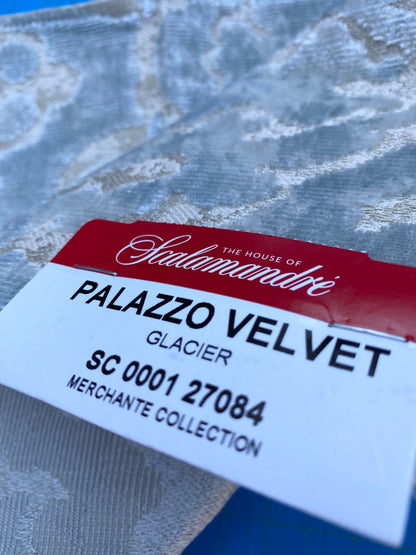 THE HOUSE OF
Scalamandré
PALAZZO VELVET
GLACIER
SC 0001 27084
MERCHANTE COLLECTION